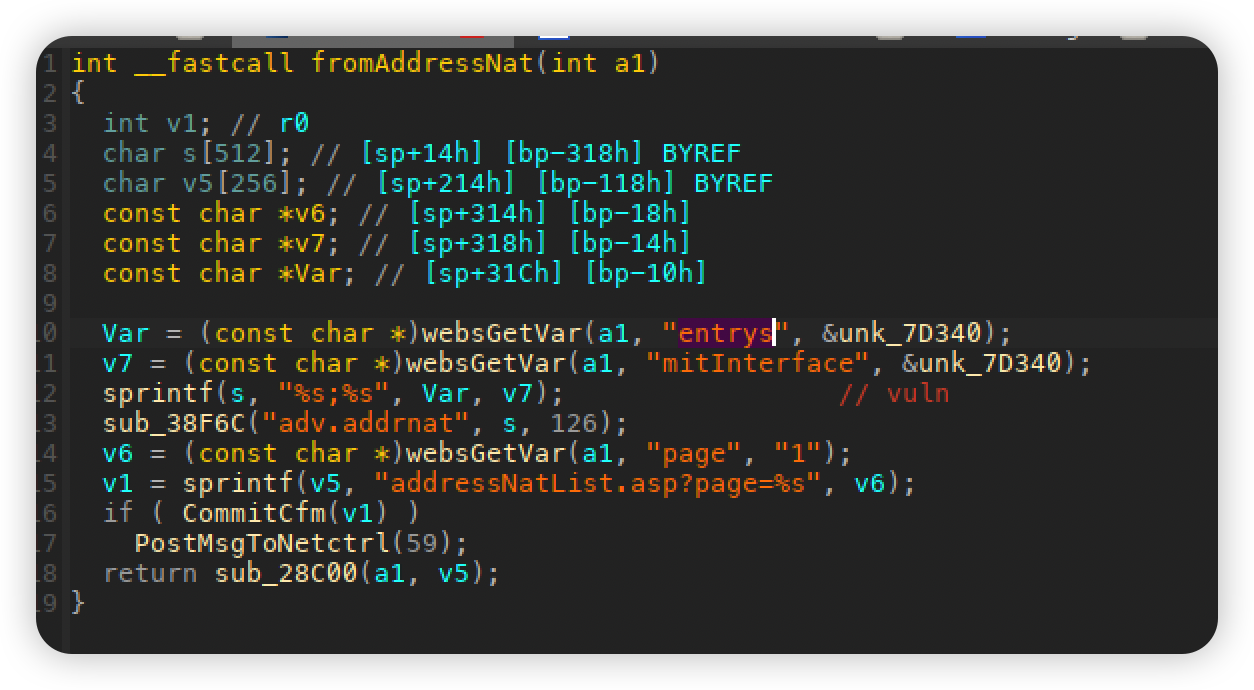 1 int __fastcall fromAddressNat(int a1)
2 {
3   int v1; // r0
4   char s[512]; // [sp+14h] [bp-318h] BYREF
5   char v5[256]; // [sp+214h] [bp-118h] BYREF
6   const char *v6; // [sp+314h] [bp-18h]
7   const char *v7; // [sp+318h] [bp-14h]
8   const char *Var; // [sp+31Ch] [bp-10h]
9
0   Var = (const char *)websGetVar(a1, "entrys", &unk_7D340);
1   v7 = (const char *)websGetVar(a1, "mitInterface", &unk_7D340);
2   sprintf(s, "%s;%s", Var, v7);                 // vuln
3   sub_38F6C("adv.addrnat", s, 126);
4   v6 = (const char *)websGetVar(a1, "page", "1");
5   v1 = sprintf(v5, "addressNatList.asp?page=%s", v6);
6   if ( CommitCfm(v1) )
7     PostMsgToNetctrl(59);
8   return sub_28C00(a1, v5);
9 }